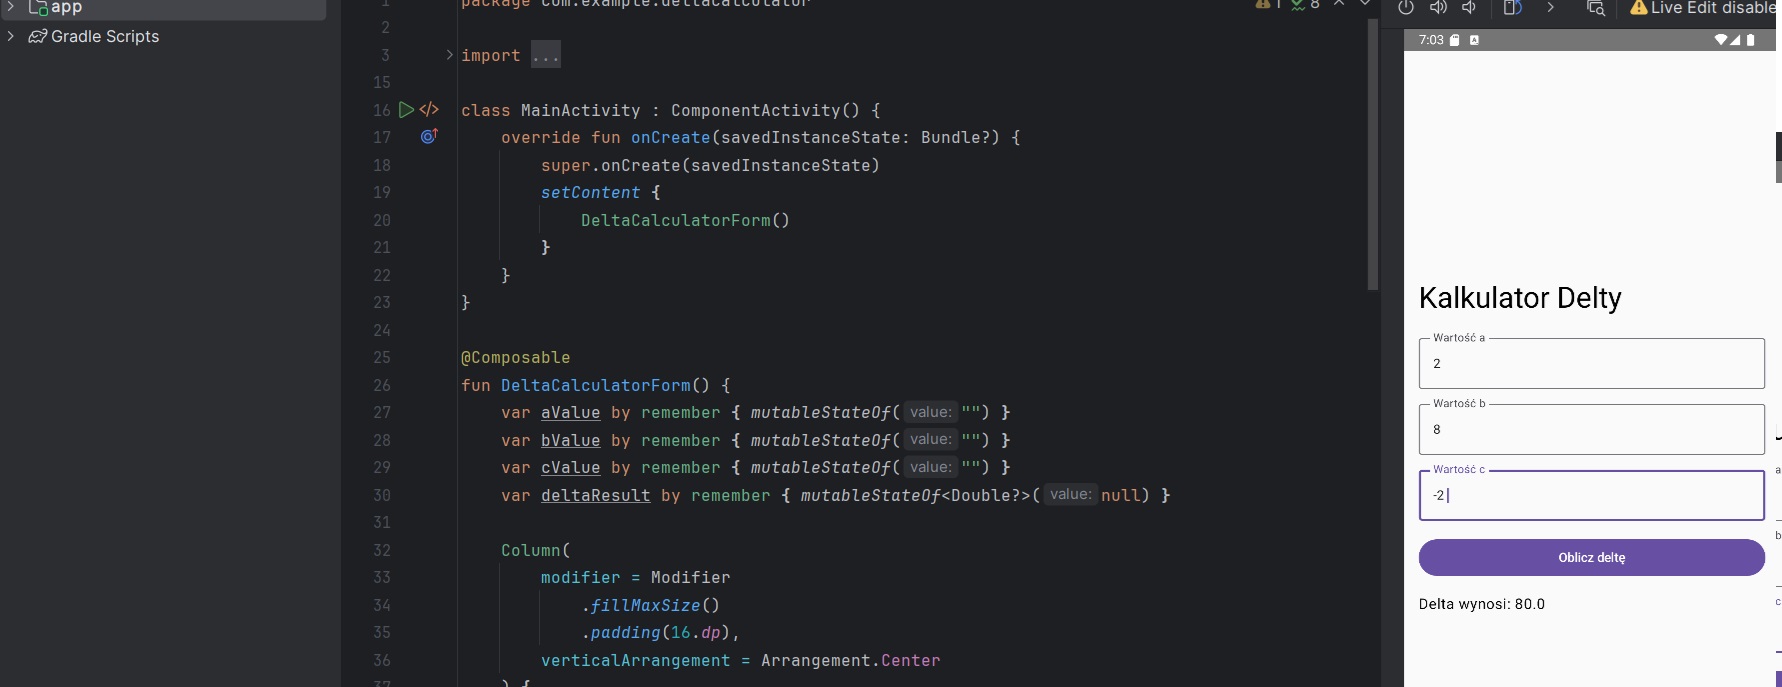 app
Gradle Scripts
1 package com.example.deltacalculator
1 8
2
3 import ...
15
16 class MainActivity : ComponentActivity() {
17 override fun onCreate(savedInstanceState: Bundle?) {
18 super.onCreate(savedInstanceState)
19 setContent {
20 DeltaCalculatorForm()
21 }
22 }
23 }
24
25 @Composable
26 fun DeltaCalculatorForm() {
27 var aValue by remember { mutableStateOf( value: "") }
28 var bValue by remember { mutableStateOf( value: "") }
29 var cValue by remember { mutableStateOf( value: "") }
30 var deltaResult by remember { mutableStateOf<Double?>( value: null) }
31
32 Column(
33 modifier = Modifier
34 .fillMaxSize()
35 .padding(16.dp),
36 verticalArrangement = Arrangement.Center
37 ) {
Live Edit disable
7:03
Kalkulator Delty
Wartość a
2
Wartość b
8
Wartość c
-2
Oblicz deltę
Delta wynosi: 80.0
a
b
c